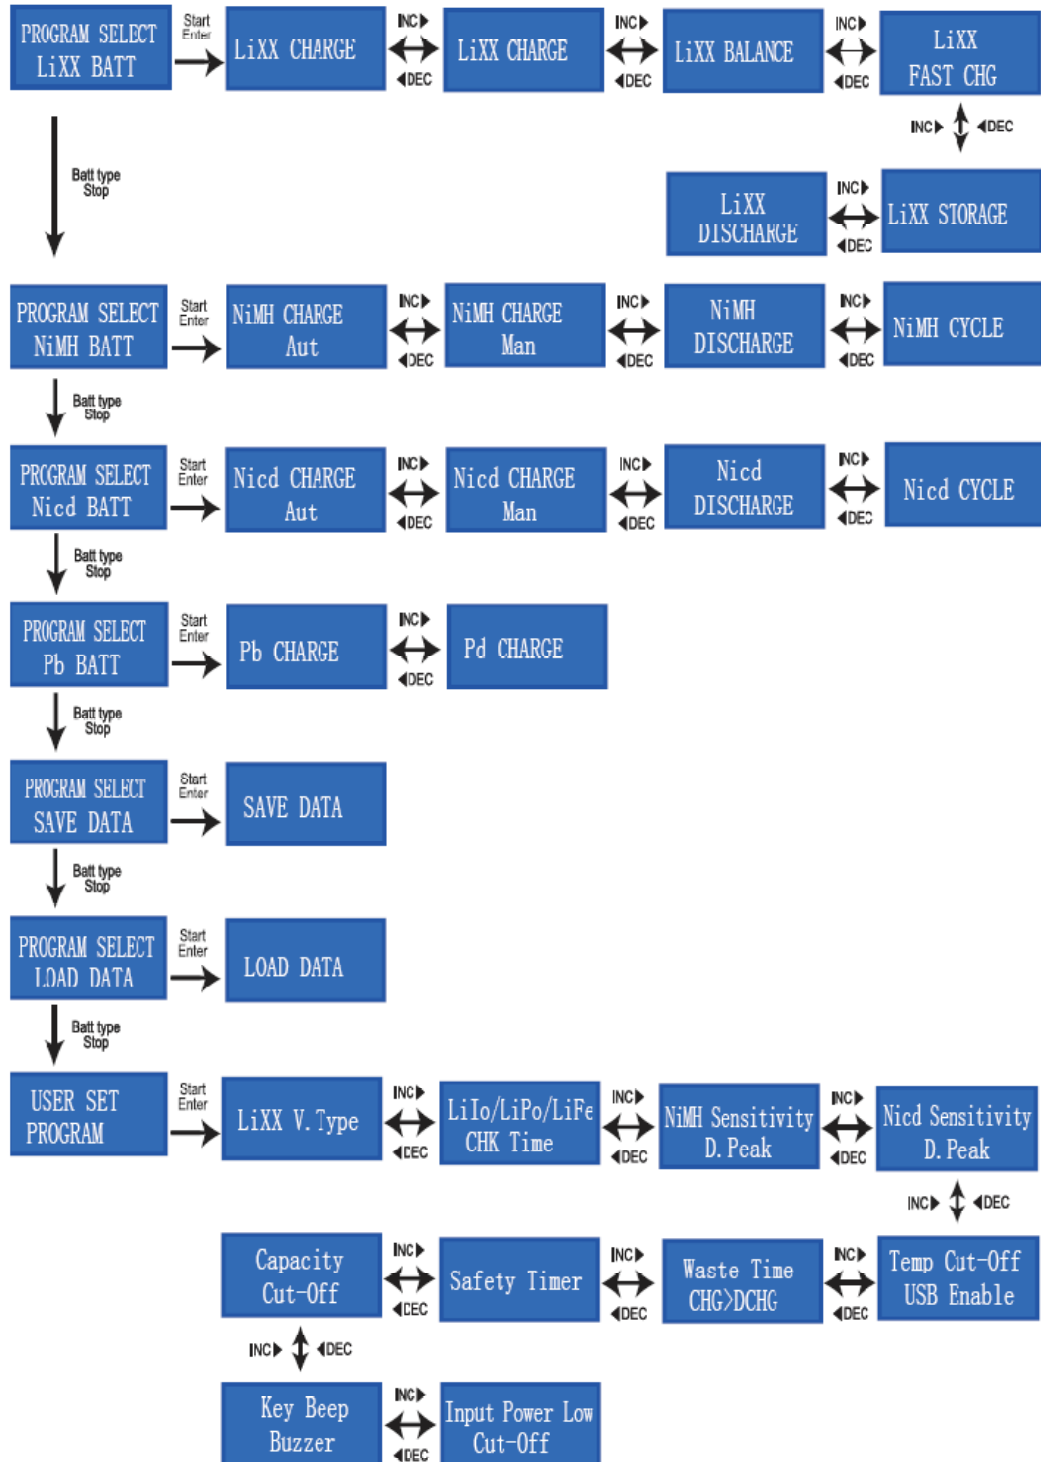 PROGRAM SELECT
LiXX BATT
Start
Enter
LiXX CHARGE
INC▶
◀DEC
LiXX CHARGE
INC▶
◀DEC
LiXX BALANCE
INC▶
◀DEC
LiXX
FAST CHG
INC▶ ◀DEC
Batt type
Stop
LiXX
DISCHARGE
INC▶
◀DEC
LiXX STORAGE
PROGRAM SELECT
NiMH BATT
Start
Enter
NiMH CHARGE
Aut
INC▶
◀DEC
NiMH CHARGE
Man
INC▶
◀DEC
NiMH
DISCHARGE
INC▶
◀DEC
NiMH CYCLE
Batt type
Stop
PROGRAM SELECT
Nicd BATT
Start
Enter
Nicd CHARGE
Aut
INC▶
◀DEC
Nicd CHARGE
Man
INC▶
◀DEC
Nicd
DISCHARGE
INC▶
◀DEC
Nicd CYCLE
Batt type
Stop
PROGRAM SELECT
Pb BATT
Start
Enter
Pb CHARGE
INC▶
◀DEC
Pd CHARGE
Batt type
Stop
PROGRAM SELECT
SAVE DATA
Start
Enter
SAVE DATA
Batt type
Stop
PROGRAM SELECT
LOAD DATA
Start
Enter
LOAD DATA
Batt type
Stop
USER SET
PROGRAM
Start
Enter
LiXX V.Type
INC▶
◀DEC
LiIo/LiPo/LiFe
CHK Time
INC▶
◀DEC
NiMH Sensitivity
D.Peak
INC▶
◀DEC
Nicd Sensitivity
D.Peak
INC▶ ◀DEC
Capacity
Cut-Off
INC▶
◀DEC
Safety Timer
INC▶
◀DEC
Waste Time
CHG>DCHG
INC▶
◀DEC
Temp Cut-Off
USB Enable
INC▶ ◀DEC
Key Beep
Buzzer
INC▶
◀DEC
Input Power Low
Cut-Off